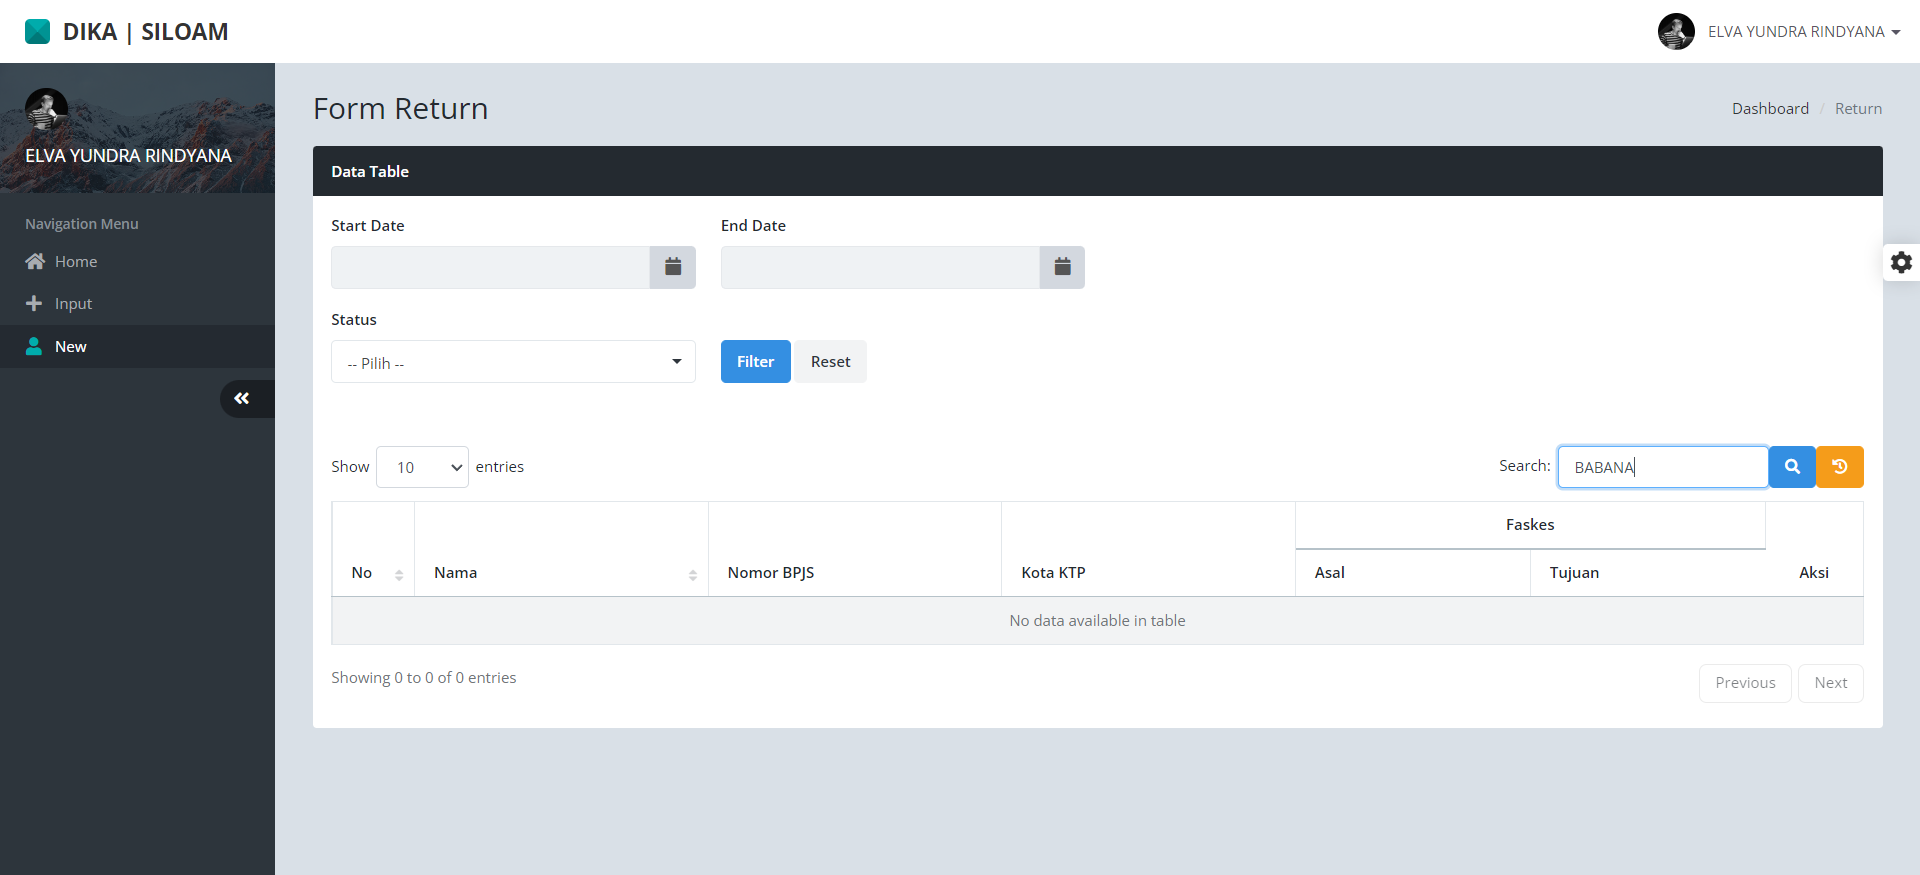 DIKA | SILOAM
ELVA YUNDRA RINDYANA
ELVA YUNDRA RINDYANA
Navigation Menu
Home
Input
New
Form Return
Dashboard / Return
Data Table
Start Date
End Date
Status
-- Pilih --
Filter
Reset
Show 10 entries
Search: BABANA
Faskes
No
Nama
Nomor BPJS
Kota KTP
Asal
Tujuan
Aksi
No data available in table
Showing 0 to 0 of 0 entries
Previous
Next